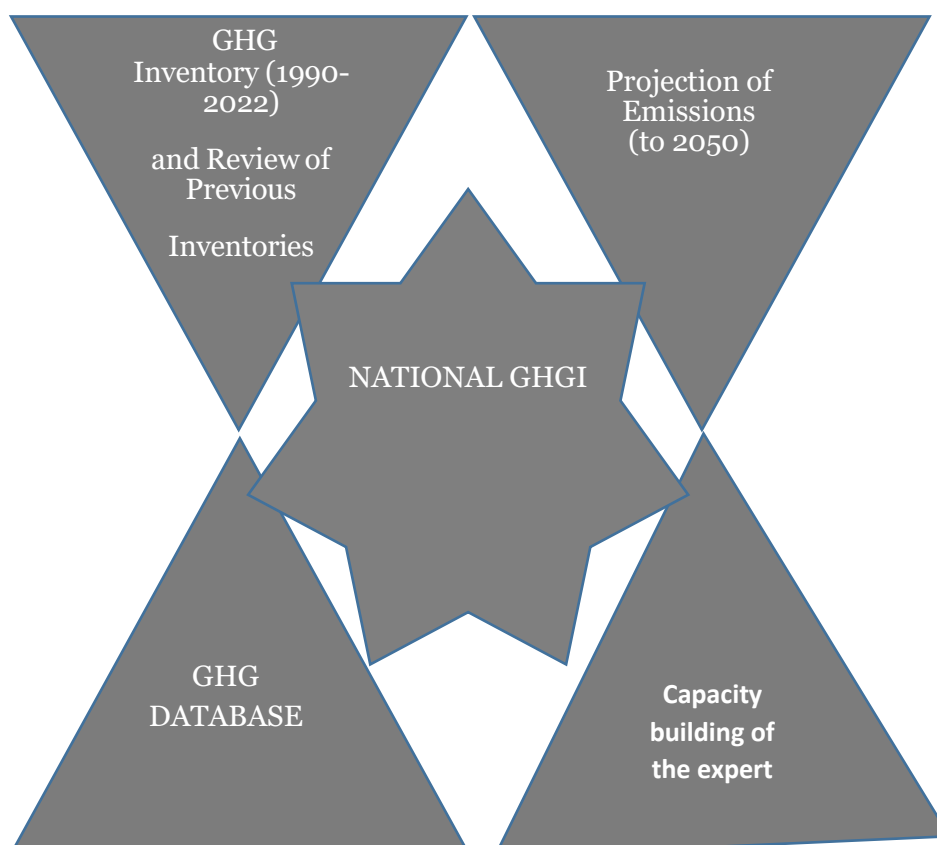 GHG
Inventory (1990-
2022)
and Review of
Previous
Inventories
Projection of
Emissions
(to 2050)
NATIONAL GHGI
GHG
DATABASE
Capacity
building of
the expert